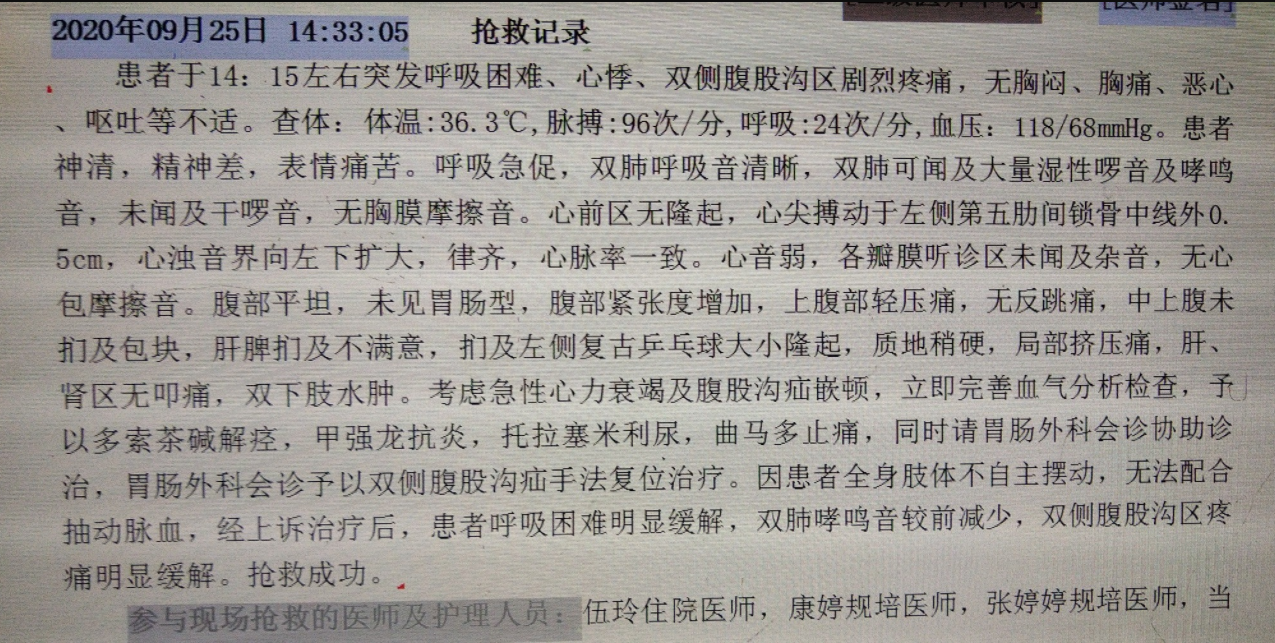 2020年09月25日 14:33:05 抢救记录
患者于14：15左右突发呼吸困难、心悸、双侧腹股沟区剧烈疼痛，无胸闷、胸痛、恶心
、呕吐等不适。查体：体温:36.3℃,脉搏:96次/分,呼吸:24次/分,血压：118/68mmHg。患者
神清，精神差，表情痛苦。呼吸急促，双肺呼吸音清晰，双肺可闻及大量湿性啰音及哮鸣
音，未闻及干啰音，无胸膜摩擦音。心前区无隆起，心尖搏动于左侧第五肋间锁骨中线外0.
5cm，心浊音界向左下扩大，律齐，心脉率一致。心音弱，各瓣膜听诊区未闻及杂音，无心
包摩擦音。腹部平坦，未见胃肠型，腹部紧张度增加，上腹部轻压痛，无反跳痛，中上腹未
扪及包块，肝脾扪及不满意，扪及左侧复古乒乓球大小隆起，质地稍硬，局部挤压痛，肝、
肾区无叩痛，双下肢水肿。考虑急性心力衰竭及腹股沟疝嵌顿，立即完善血气分析检查，予
以多索茶碱解痉，甲强龙抗炎，托拉塞米利尿，曲马多止痛，同时请胃肠外科会诊协助诊
治，胃肠外科会诊予以双侧腹股沟疝手法复位治疗。因患者全身肢体不自主摆动，无法配合
抽动脉血，经上诉治疗后，患者呼吸困难明显缓解，双肺哮鸣音较前减少，双侧腹股沟区疼
痛明显缓解。抢救成功。
参与现场抢救的医师及护理人员：伍玲住院医师，康婷规培医师，张婷婷规培医师，当